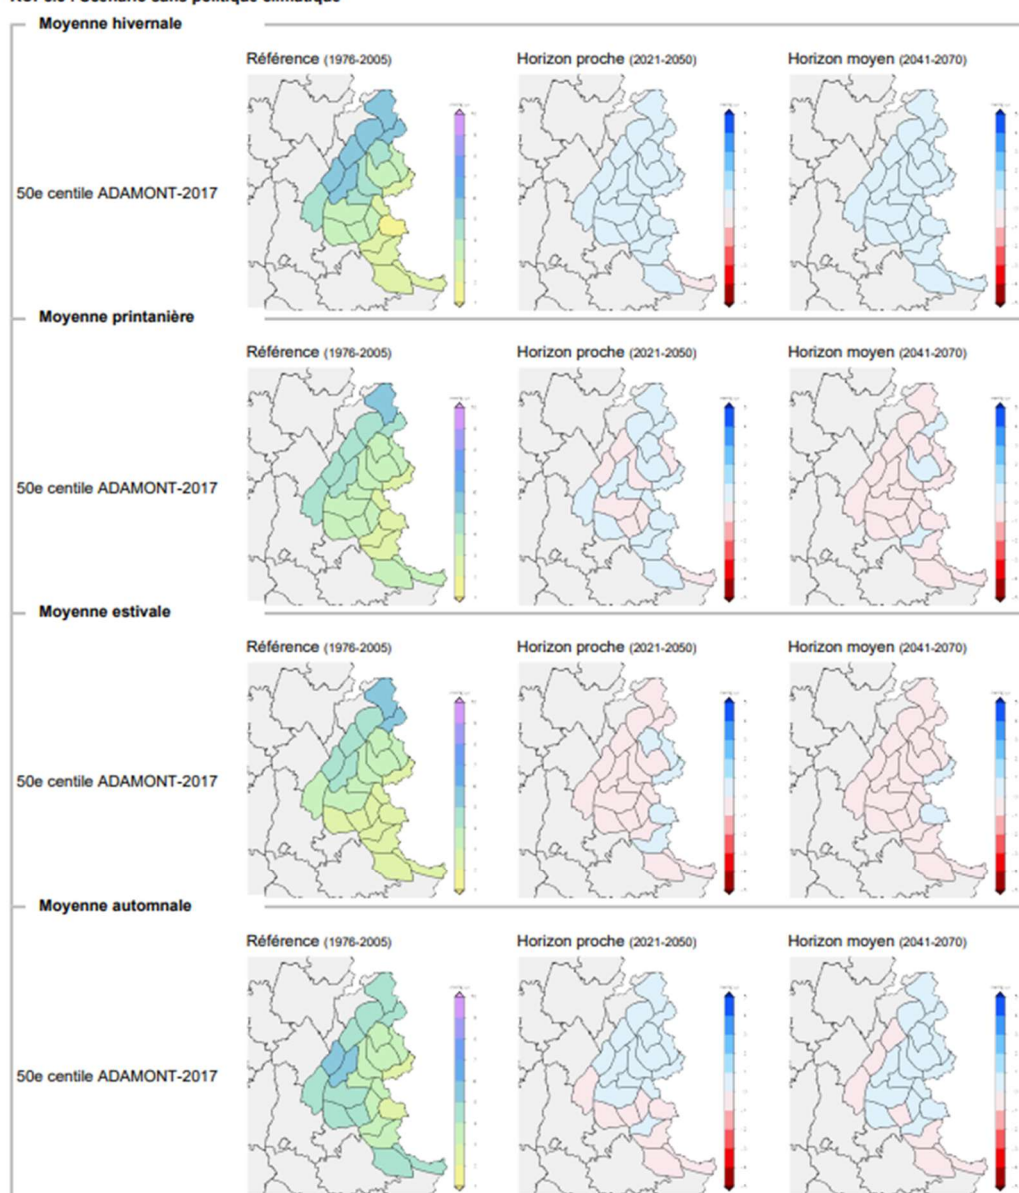 Moyenne hivernale
Référence (1976-2005) Horizon proche (2021-2050) Horizon moyen (2041-2070)
50e centile ADAMONT-2017
Moyenne printanière
Référence (1976-2005) Horizon proche (2021-2050) Horizon moyen (2041-2070)
50e centile ADAMONT-2017
Moyenne estivale
Référence (1976-2005) Horizon proche (2021-2050) Horizon moyen (2041-2070)
50e centile ADAMONT-2017
Moyenne automnale
Référence (1976-2005) Horizon proche (2021-2050) Horizon moyen (2041-2070)
50e centile ADAMONT-2017